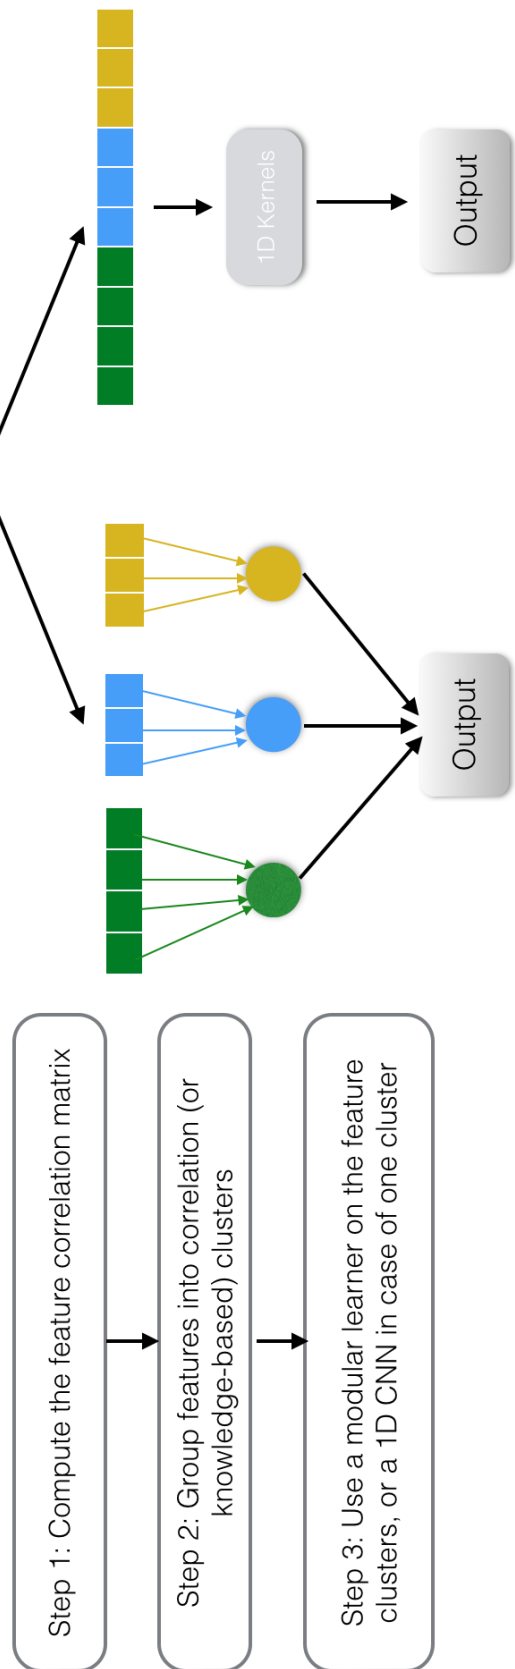 Step 1: Compute the feature correlation matrix
Step 2: Group features into correlation (or
knowledge-based) clusters
Step 3: Use a modular learner on the feature
clusters, or a 1D CNN in case of one cluster
Output
1D Kernels
Output